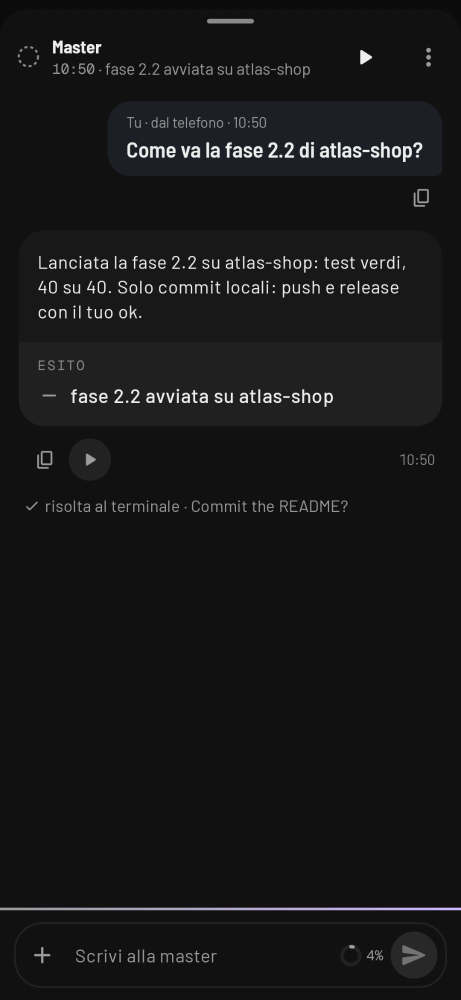 Master
10:50 · fase 2.2 avviata su atlas-shop
Tu · dal telefono · 10:50
Come va la fase 2.2 di atlas-shop?
Lanciata la fase 2.2 su atlas-shop: test verdi,
40 su 40. Solo commit locali: push e release
con il tuo ok.
ESITO
— fase 2.2 avviata su atlas-shop
10:50
✓ risolta al terminale · Commit the README?
Scrivi alla master
4%